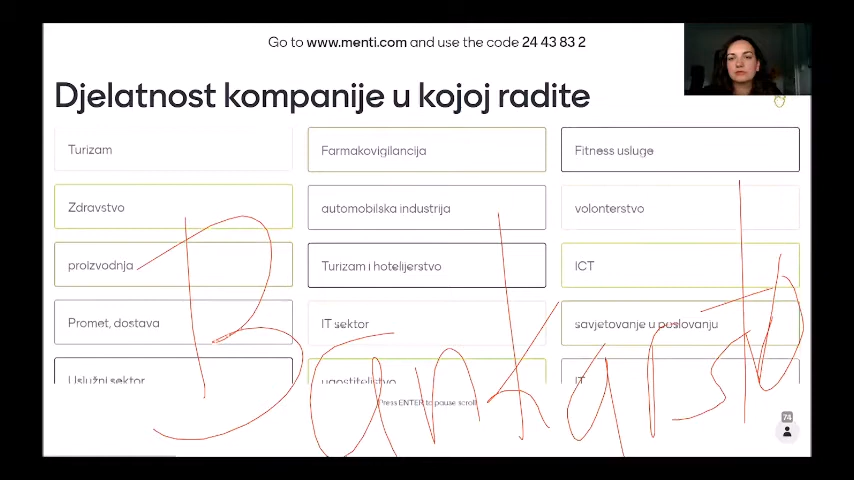 Go to www.menti.com and use the code 24 43 83 2
Djelatnost kompanije u kojoj radite
Turizam
Farmakovigilancija
Fitness usluge
Zdravstvo
automobilska industrija
volonterstvo
proizvodnja
Turizam i hotelijerstvo
ICT
Promet, dostava
IT sektor
savjetovanje u poslovanju
Uslužni sektor
ugostiteljstvo
IT
Press ENTER to pause scroll
Bankarstvo
74